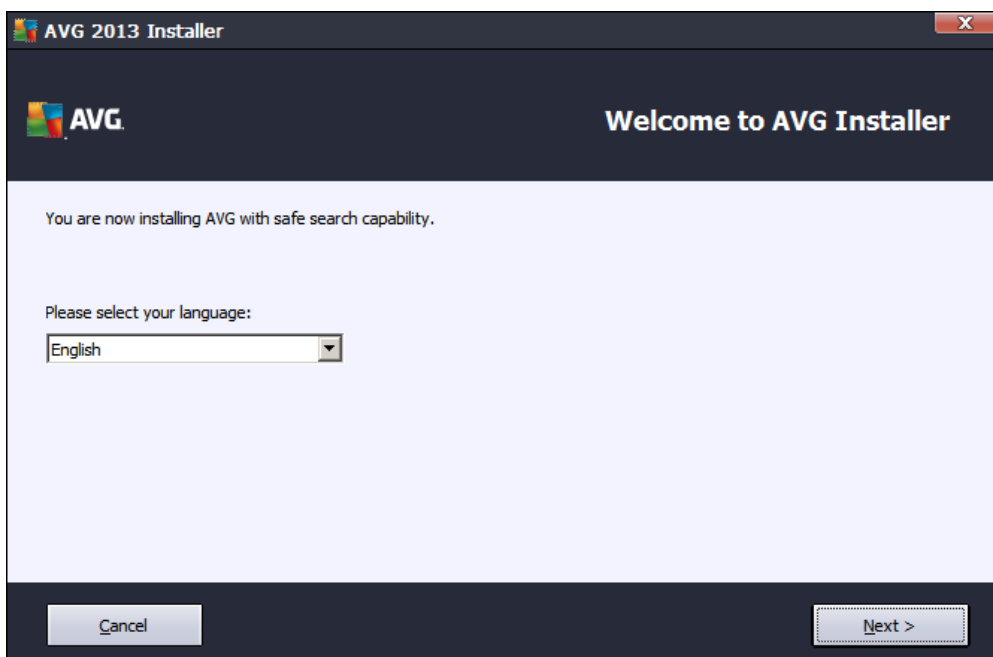 AVG 2013 Installer
X
AVG.
Welcome to AVG Installer
You are now installing AVG with safe search capability.
Please select your language:
English
Cancel
Next >